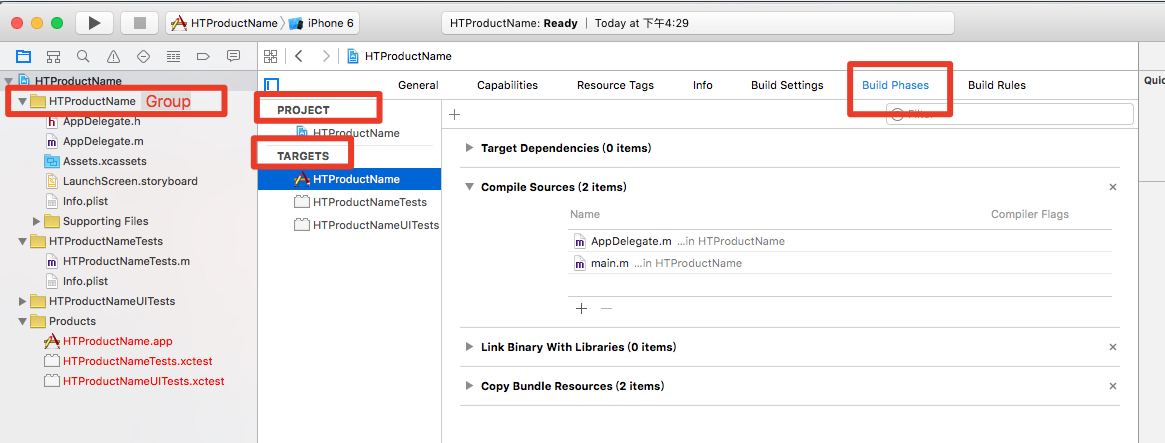 HTProductName iPhone 6
HTProductName: Ready | Today at 下午4:29
HTProductName
HTProductName
HTProductName Group
AppDelegate.h
AppDelegate.m
Assets.xcassets
LaunchScreen.storyboard
Info.plist
Supporting Files
HTProductNameTests
HTProductNameTests.m
Info.plist
HTProductNameUITests
Products
HTProductName.app
HTProductNameTests.xctest
HTProductNameUITests.xctest
General Capabilities Resource Tags Info Build Settings Build Phases Build Rules
PROJECT
HTProductName
TARGETS
HTProductName
HTProductNameTests
HTProductNameUITests
Filter
Target Dependencies (0 items)
Compile Sources (2 items)
Name Compiler Flags
AppDelegate.m ...in HTProductName
main.m ...in HTProductName
Link Binary With Libraries (0 items)
Copy Bundle Resources (2 items)
Quic